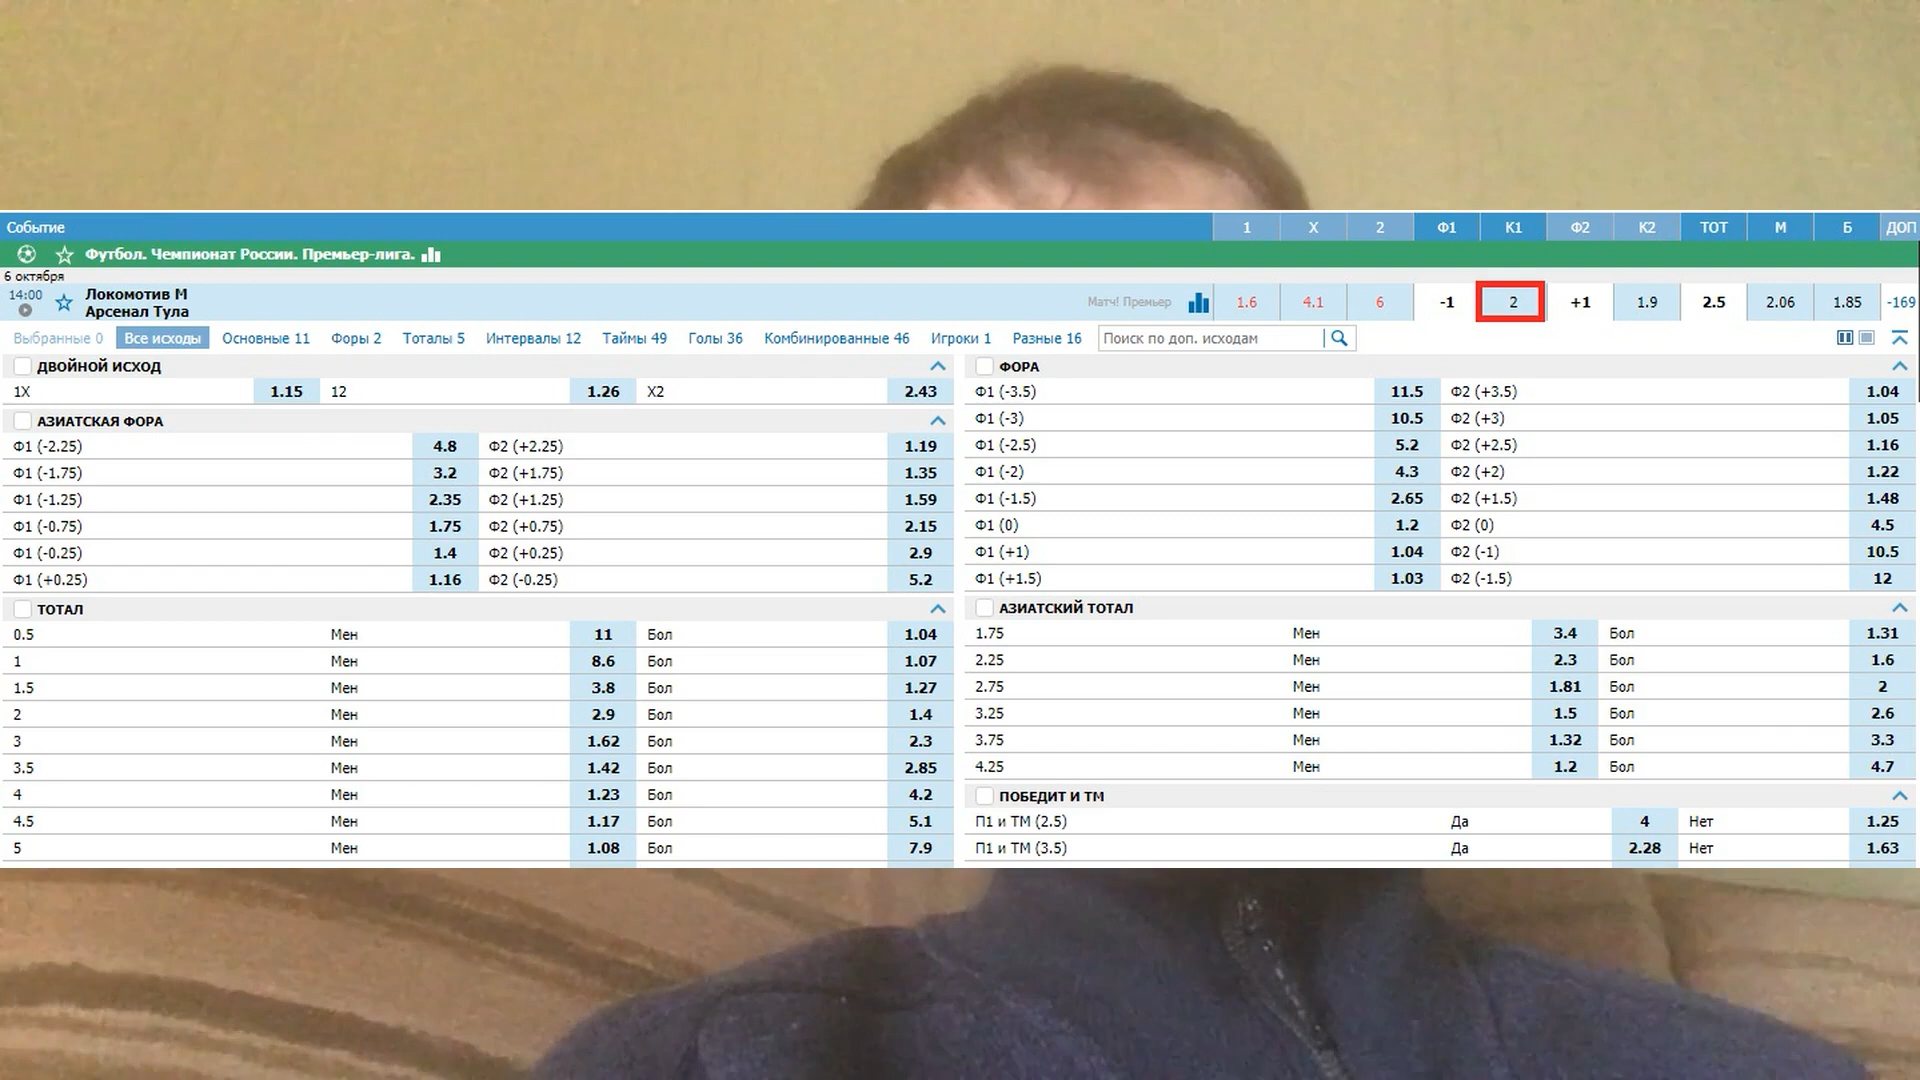 Событие 1 X 2 Ф1 К1 Ф2 К2 ТОТ М Б ДОП
Футбол. Чемпионат России. Премьер-лига.
6 октября
14:00 Локомотив М Матч! Премьер 1.6 4.1 6 -1 2 +1 1.9 2.5 2.06 1.85 -169
Арсенал Тула
Выбранные 0 Все исходы Основные 11 Форы 2 Тоталы 5 Интервалы 12 Таймы 49 Голы 36 Комбинированные 46 Игроки 1 Разные 16 Поиск по доп. исходам
ДВОЙНОЙ ИСХОД
1X 1.15 12 1.26 X2 2.43
АЗИАТСКАЯ ФОРА
Ф1 (-2.25) 4.8 Ф2 (+2.25) 1.19
Ф1 (-1.75) 3.2 Ф2 (+1.75) 1.35
Ф1 (-1.25) 2.35 Ф2 (+1.25) 1.59
Ф1 (-0.75) 1.75 Ф2 (+0.75) 2.15
Ф1 (-0.25) 1.4 Ф2 (+0.25) 2.9
Ф1 (+0.25) 1.16 Ф2 (-0.25) 5.2
ТОТАЛ
0.5 Мен 11 Бол 1.04
1 Мен 8.6 Бол 1.07
1.5 Мен 3.8 Бол 1.27
2 Мен 2.9 Бол 1.4
3 Мен 1.62 Бол 2.3
3.5 Мен 1.42 Бол 2.85
4 Мен 1.23 Бол 4.2
4.5 Мен 1.17 Бол 5.1
5 Мен 1.08 Бол 7.9
ФОРА
Ф1 (-3.5) 11.5 Ф2 (+3.5) 1.04
Ф1 (-3) 10.5 Ф2 (+3) 1.05
Ф1 (-2.5) 5.2 Ф2 (+2.5) 1.16
Ф1 (-2) 4.3 Ф2 (+2) 1.22
Ф1 (-1.5) 2.65 Ф2 (+1.5) 1.48
Ф1 (0) 1.2 Ф2 (0) 4.5
Ф1 (+1) 1.04 Ф2 (-1) 10.5
Ф1 (+1.5) 1.03 Ф2 (-1.5) 12
АЗИАТСКИЙ ТОТАЛ
1.75 Мен 3.4 Бол 1.31
2.25 Мен 2.3 Бол 1.6
2.75 Мен 1.81 Бол 2
3.25 Мен 1.5 Бол 2.6
3.75 Мен 1.32 Бол 3.3
4.25 Мен 1.2 Бол 4.7
ПОБЕДИТ И ТМ
П1 и ТМ (2.5) Да 4 Нет 1.25
П1 и ТМ (3.5) Да 2.28 Нет 1.63